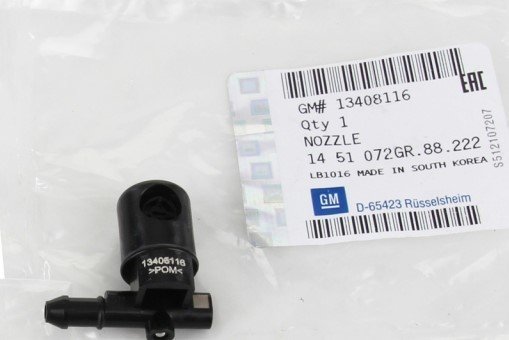 GM# 13408116
Qty 1
NOZZLE
14 51 072GR.88.222
LB1016 MADE IN SOUTH KOREA
GM
D-65423 Rüsselsheim
EAC
S512107207
13408116
>POM<